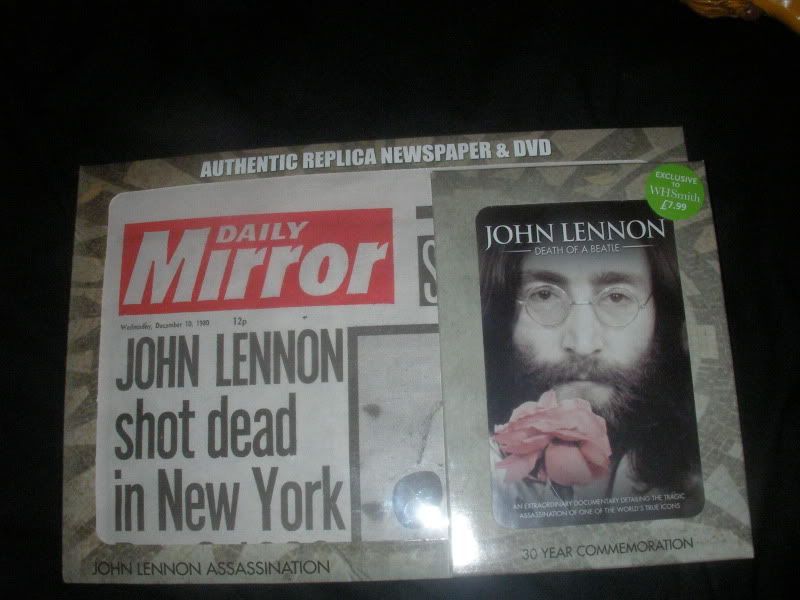 AUTHENTIC REPLICA NEWSPAPER & DVD
DAILY
Mirror
Wednesday, December 10, 1980 12p
JOHN LENNON
shot dead
in New York
JOHN LENNON ASSASSINATION
EXCLUSIVE
TO
WHSmith
£7.99
JOHN LENNON
DEATH OF A BEATLE
AN EXTRAORDINARY DOCUMENTARY DETAILING THE TRAGIC
ASSASSINATION OF ONE OF THE WORLD'S TRUE ICONS
30 YEAR COMMEMORATION